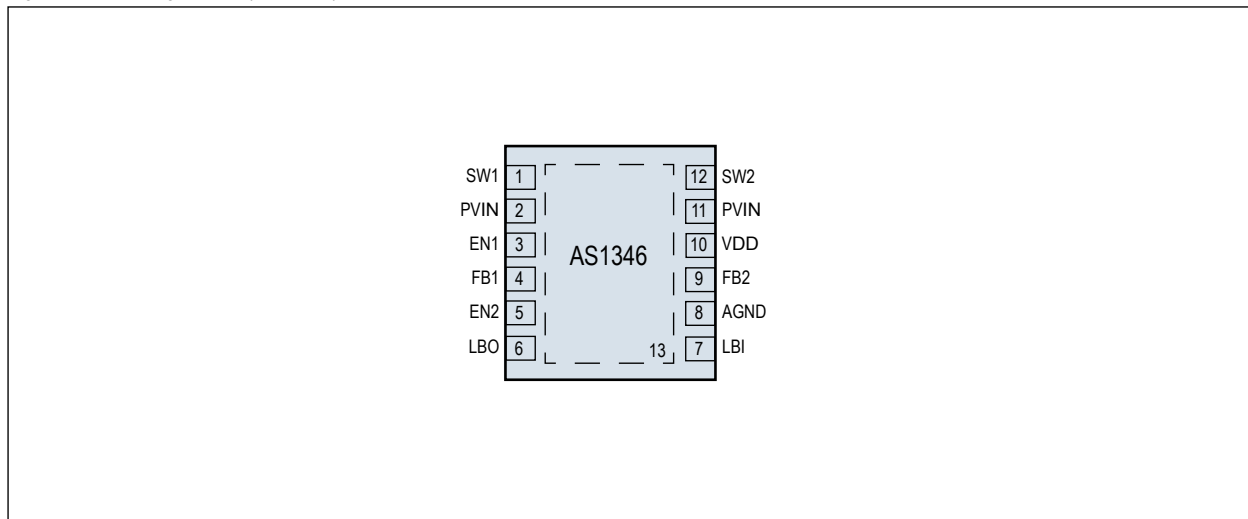 SW1 1 12 SW2
PVIN 2 11 PVIN
EN1 3 10 VDD
AS1346
FB1 4 9 FB2
EN2 5 8 AGND
LBO 6 13 7 LBI